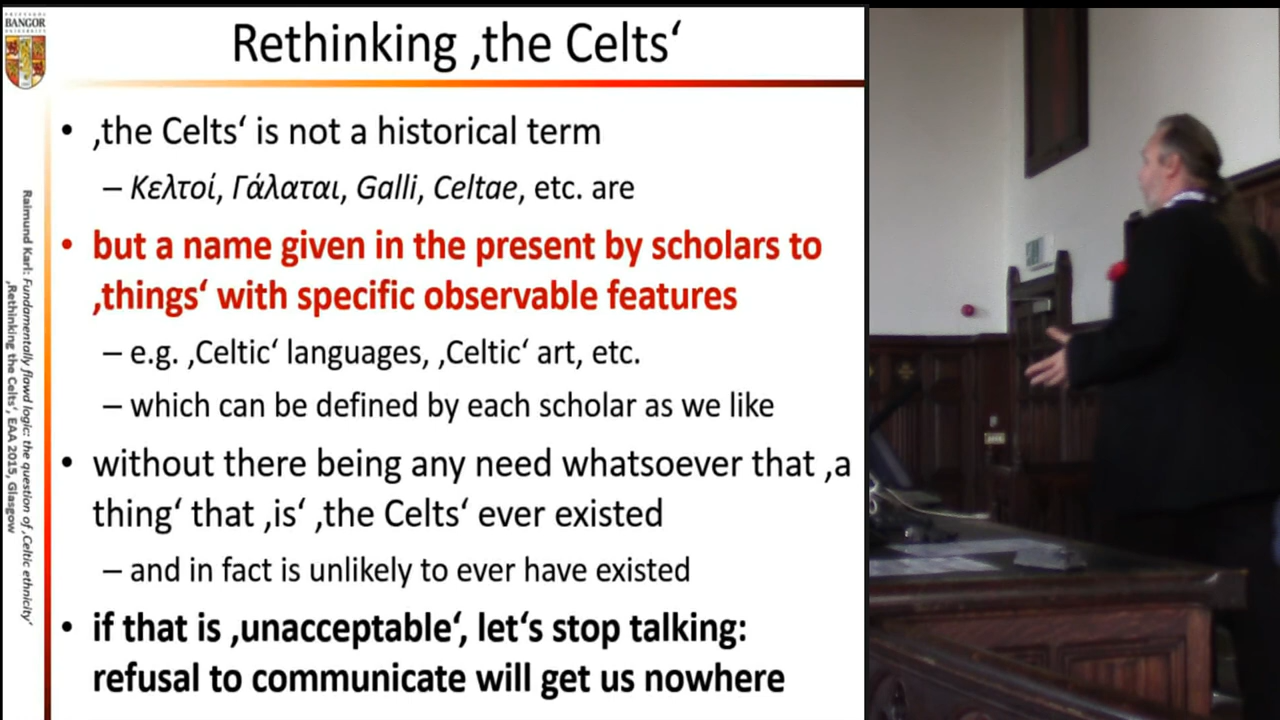 BANGOR
UNIVERSITY
Rethinking ‚the Celts‘
• ‚the Celts‘ is not a historical term
– Κελτοί, Γάλαται, Galli, Celtae, etc. are
• but a name given in the present by scholars to
‚things‘ with specific observable features
– e.g. ‚Celtic‘ languages, ‚Celtic‘ art, etc.
– which can be defined by each scholar as we like
• without there being any need whatsoever that ‚a
thing‘ that ‚is‘ ‚the Celts‘ ever existed
– and in fact is unlikely to ever have existed
• if that is ‚unacceptable‘, let‘s stop talking:
refusal to communicate will get us nowhere
Raimund Karl: Fundamentally flawd logic: the question of ‚Celtic ethnicity‘
‚Rethinking the Celts‘, EAA 2015, Glasgow